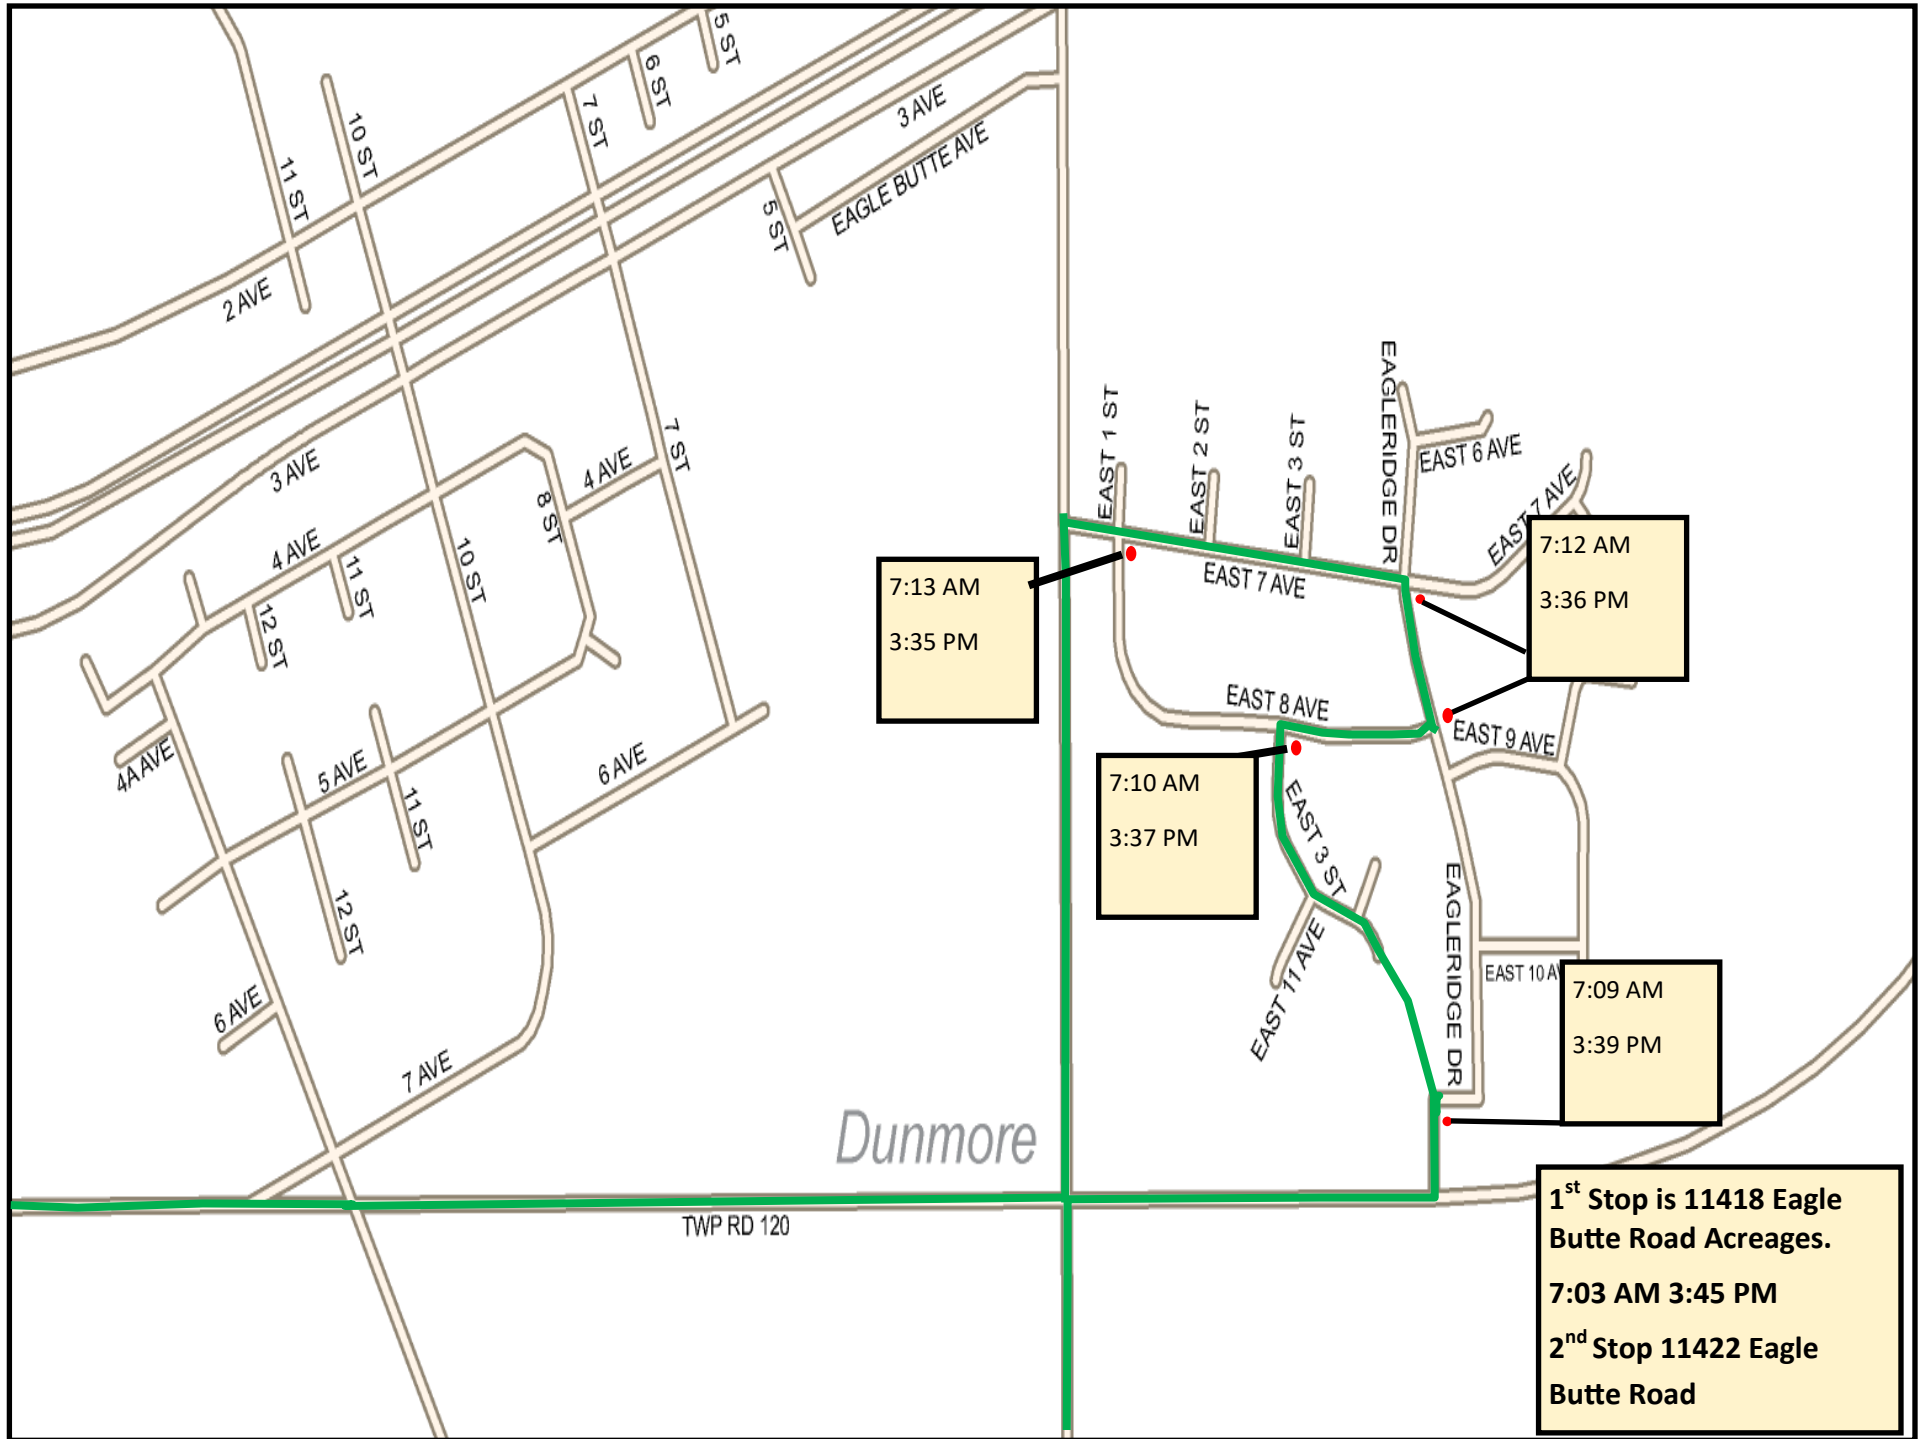 5 ST
6 ST
7 ST
10 ST
11 ST
2 AVE
3 AVE
EAGLE BUTTE AVE
5 ST
3 AVE
4 AVE
7 ST
8 ST
4 AVE
10 ST
11 ST
12 ST
4A AVE
5 AVE
6 AVE
11 ST
12 ST
6 AVE
7 AVE
EAST 1 ST
EAST 2 ST
EAST 3 ST
EAGLERIDGE DR
EAST 6 AVE
EAST 7 AVE
EAST 7 AVE
7:12 AM
3:36 PM
7:13 AM
3:35 PM
EAST 8 AVE
EAST 9 AVE
7:10 AM
3:37 PM
EAST 3 ST
EAST 11 AVE
EAGLERIDGE DR
EAST 10 AV
7:09 AM
3:39 PM
Dunmore
TWP RD 120
1st Stop is 11418 Eagle
Butte Road Acreages.
7:03 AM 3:45 PM
2nd Stop 11422 Eagle
Butte Road